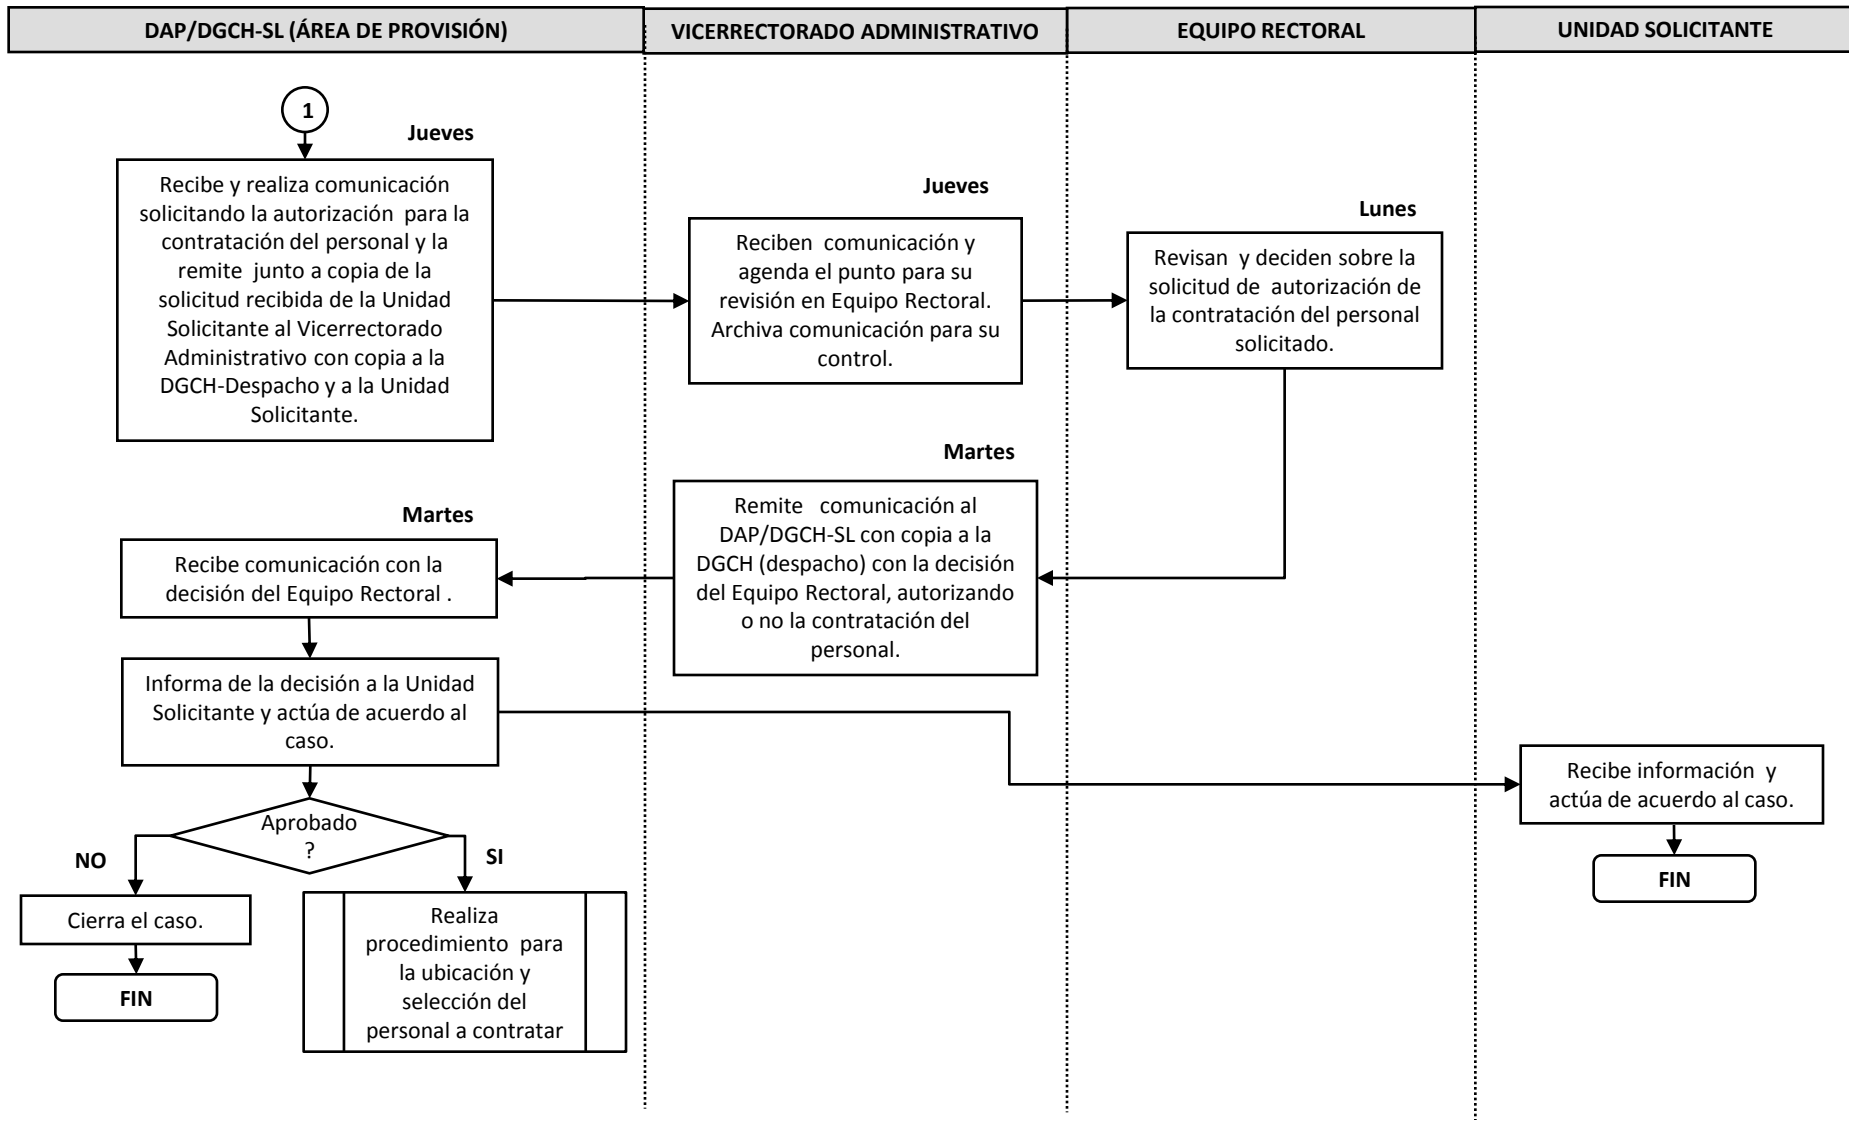 DAP/DGCH-SL (ÁREA DE PROVISIÓN)
VICERRECTORADO ADMINISTRATIVO
EQUIPO RECTORAL
UNIDAD SOLICITANTE
1
Jueves
Recibe y realiza comunicación
solicitando la autorización para la
contratación del personal y la
remite junto a copia de la
solicitud recibida de la Unidad
Solicitante al Vicerrectorado
Administrativo con copia a la
DGCH-Despacho y a la Unidad
Solicitante.
Jueves
Reciben comunicación y
agenda el punto para su
revisión en Equipo Rectoral.
Archiva comunicación para su
control.
Lunes
Revisan y deciden sobre la
solicitud de autorización de
la contratación del personal
solicitado.
Martes
Remite comunicación al
DAP/DGCH-SL con copia a la
DGCH (despacho) con la decisión
del Equipo Rectoral, autorizando
o no la contratación del
personal.
Martes
Recibe comunicación con la
decisión del Equipo Rectoral .
Informa de la decisión a la Unidad
Solicitante y actúa de acuerdo al
caso.
Recibe información y
actúa de acuerdo al caso.
FIN
Aprobado
?
NO
SI
Cierra el caso.
FIN
Realiza
procedimiento para
la ubicación y
selección del
personal a contratar